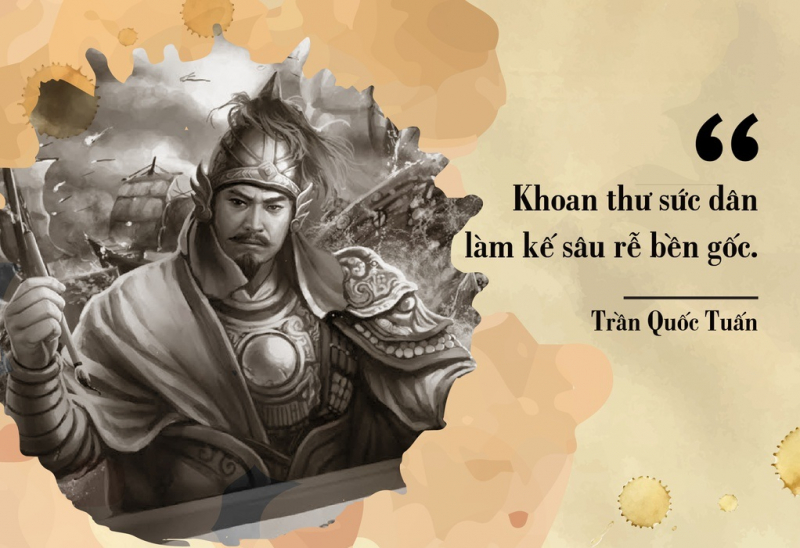 “
Khoan thư sức dân
làm kế sâu rễ bền gốc.
Trần Quốc Tuấn